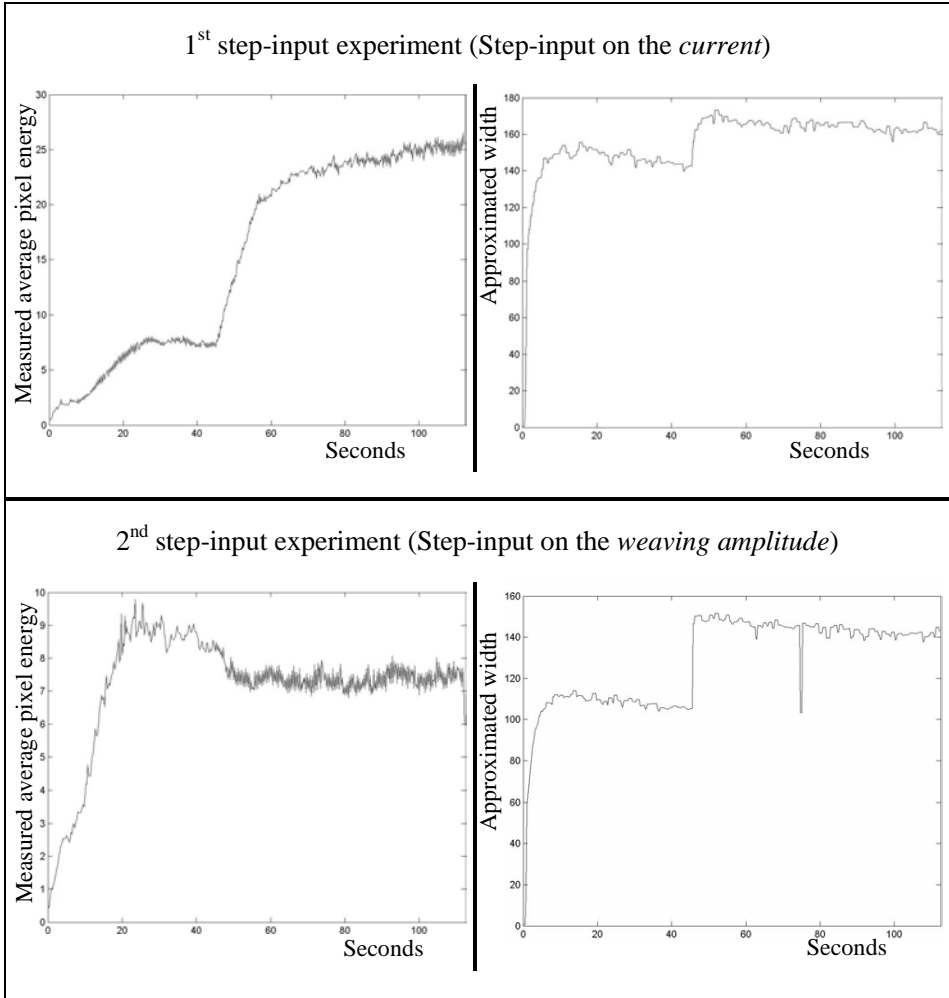 1st step-input experiment (Step-input on the current)
Measured average pixel energy
30
25
20
15
10
5
0
0 20 40 60 80 100
Seconds
Approximated width
180
160
140
120
100
80
60
40
20
0
0 20 40 60 80 100
Seconds
2nd step-input experiment (Step-input on the weaving amplitude)
Measured average pixel energy
10
9
8
7
6
5
4
3
2
1
0
0 20 40 60 80 100
Seconds
Approximated width
160
140
120
100
80
60
40
20
0
0 20 40 60 80 100
Seconds